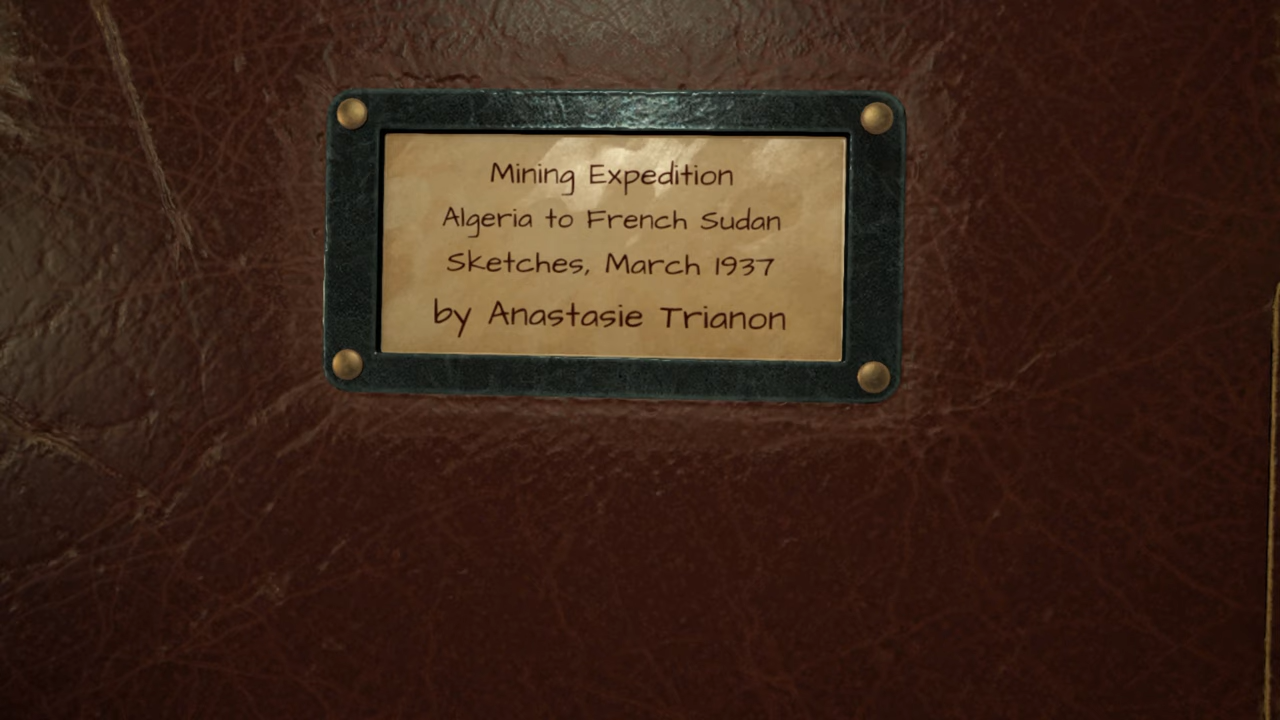 Mining Expedition
Algeria to French Sudan
Sketches, March 1937
by Anastasie Trianon